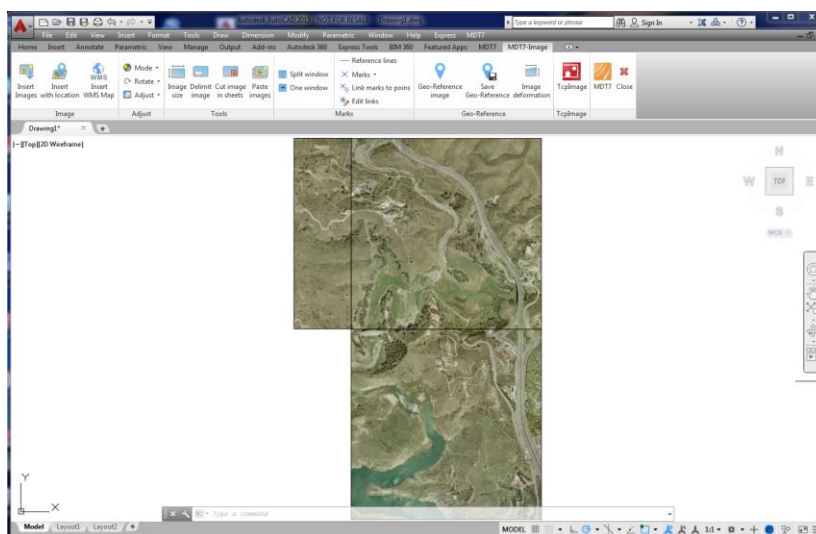 Autodesk AutoCAD 2015 - NOT FOR RESALE Drawing1.dwg
Type a keyword or phrase
Sign In
File Edit View Insert Format Tools Draw Dimension Modify Parametric Window Help Express MDT7
Home Insert Annotate Parametric View Manage Output Add-ins Autodesk 360 Express Tools BIM 360 Featured Apps MDT7 MDT7-Image
Insert Images
Insert with location
WMS
Insert WMS Map
Mode
Rotate
Adjust
Image size
Delimit image
Cut image in sheets
Paste images
Split window
One window
Reference lines
Marks
Link marks to poins
Edit links
Geo-Reference image
Save Geo-Reference
Image deformation
TcpImage
MDT7
Close
Image Adjust Tools Marks Geo-Reference TcpImage
Drawing1*
[−][Top][2D Wireframe]
N
W TOP E
S
WCS
Y
X
Type a command
Model Layout1 Layout2 +
MODEL
1:1